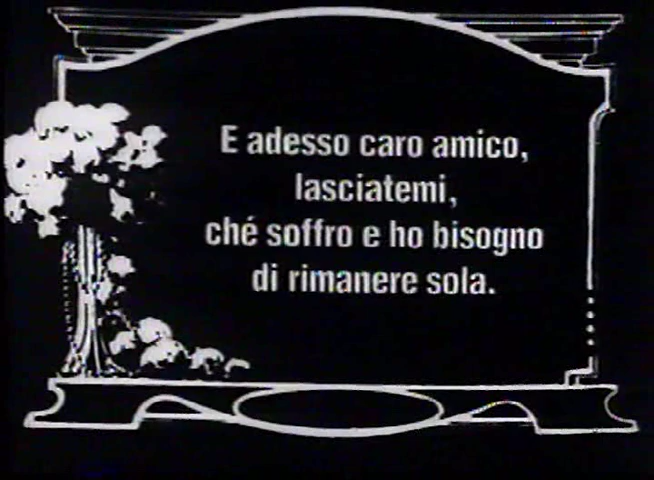 E adesso caro amico,
lasciatemi,
ché soffro e ho bisogno
di rimanere sola.